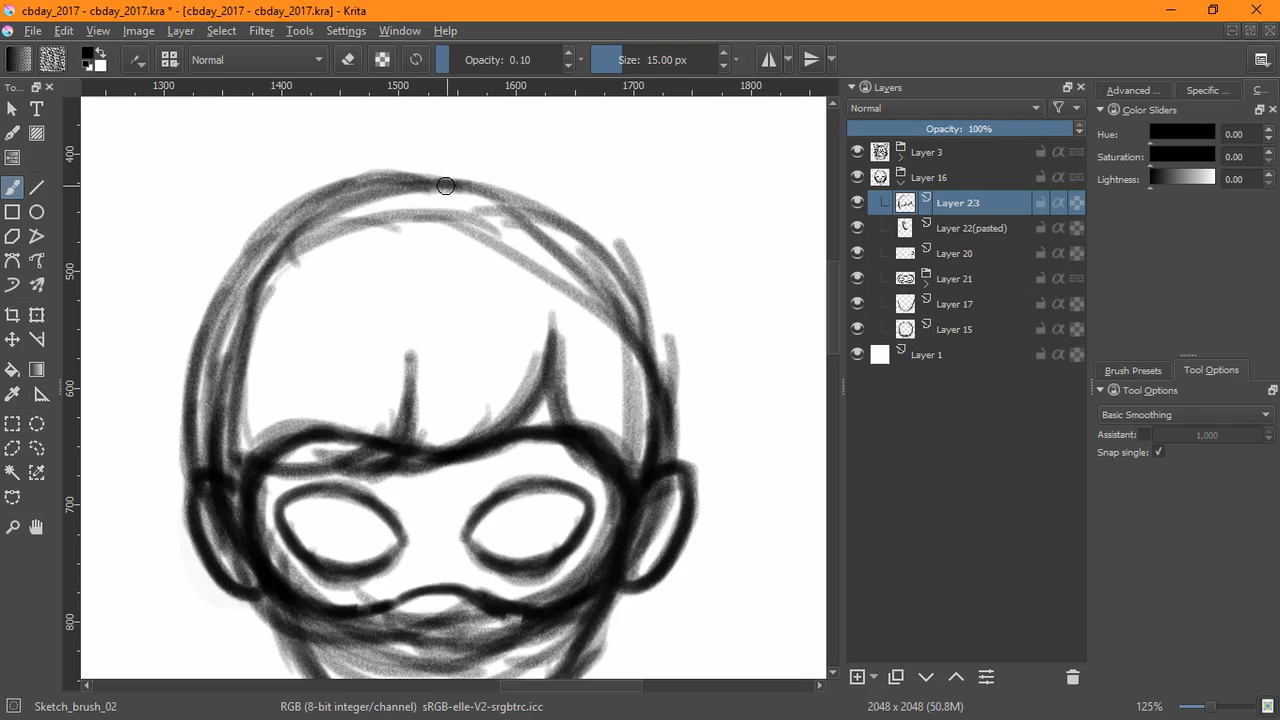 cbday_2017 - cbday_2017.kra * - [cbday_2017 - cbday_2017.kra] - Krita
File Edit View Image Layer Select Filter Tools Settings Window Help
Normal Opacity: 0.10 Size: 15.00 px
To...
1300 1400 1500 1600 1700 1800
400
500
600
700
800
Layers
Normal
Opacity: 100%
Layer 3
Layer 16
Layer 23
Layer 22(pasted)
Layer 20
Layer 21
Layer 17
Layer 15
Layer 1
Advanced ... Specific ... C...
Color Sliders
Hue: 0.00
Saturation: 0.00
Lightness: 0.00
Brush Presets Tool Options
Tool Options
Basic Smoothing
Assistant: 1,000
Snap single:
Sketch_brush_02 RGB (8-bit integer/channel) sRGB-elle-V2-srgbtrc.icc 2048 x 2048 (50.8M) 125%